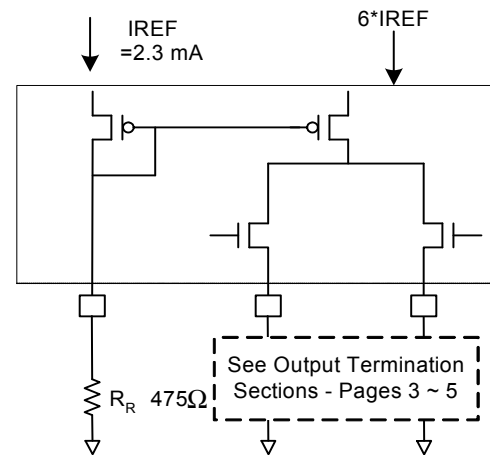 IREF
=2.3 mA
6*IREF
See Output Termination
Sections - Pages 3 ~ 5
RR 475Ω